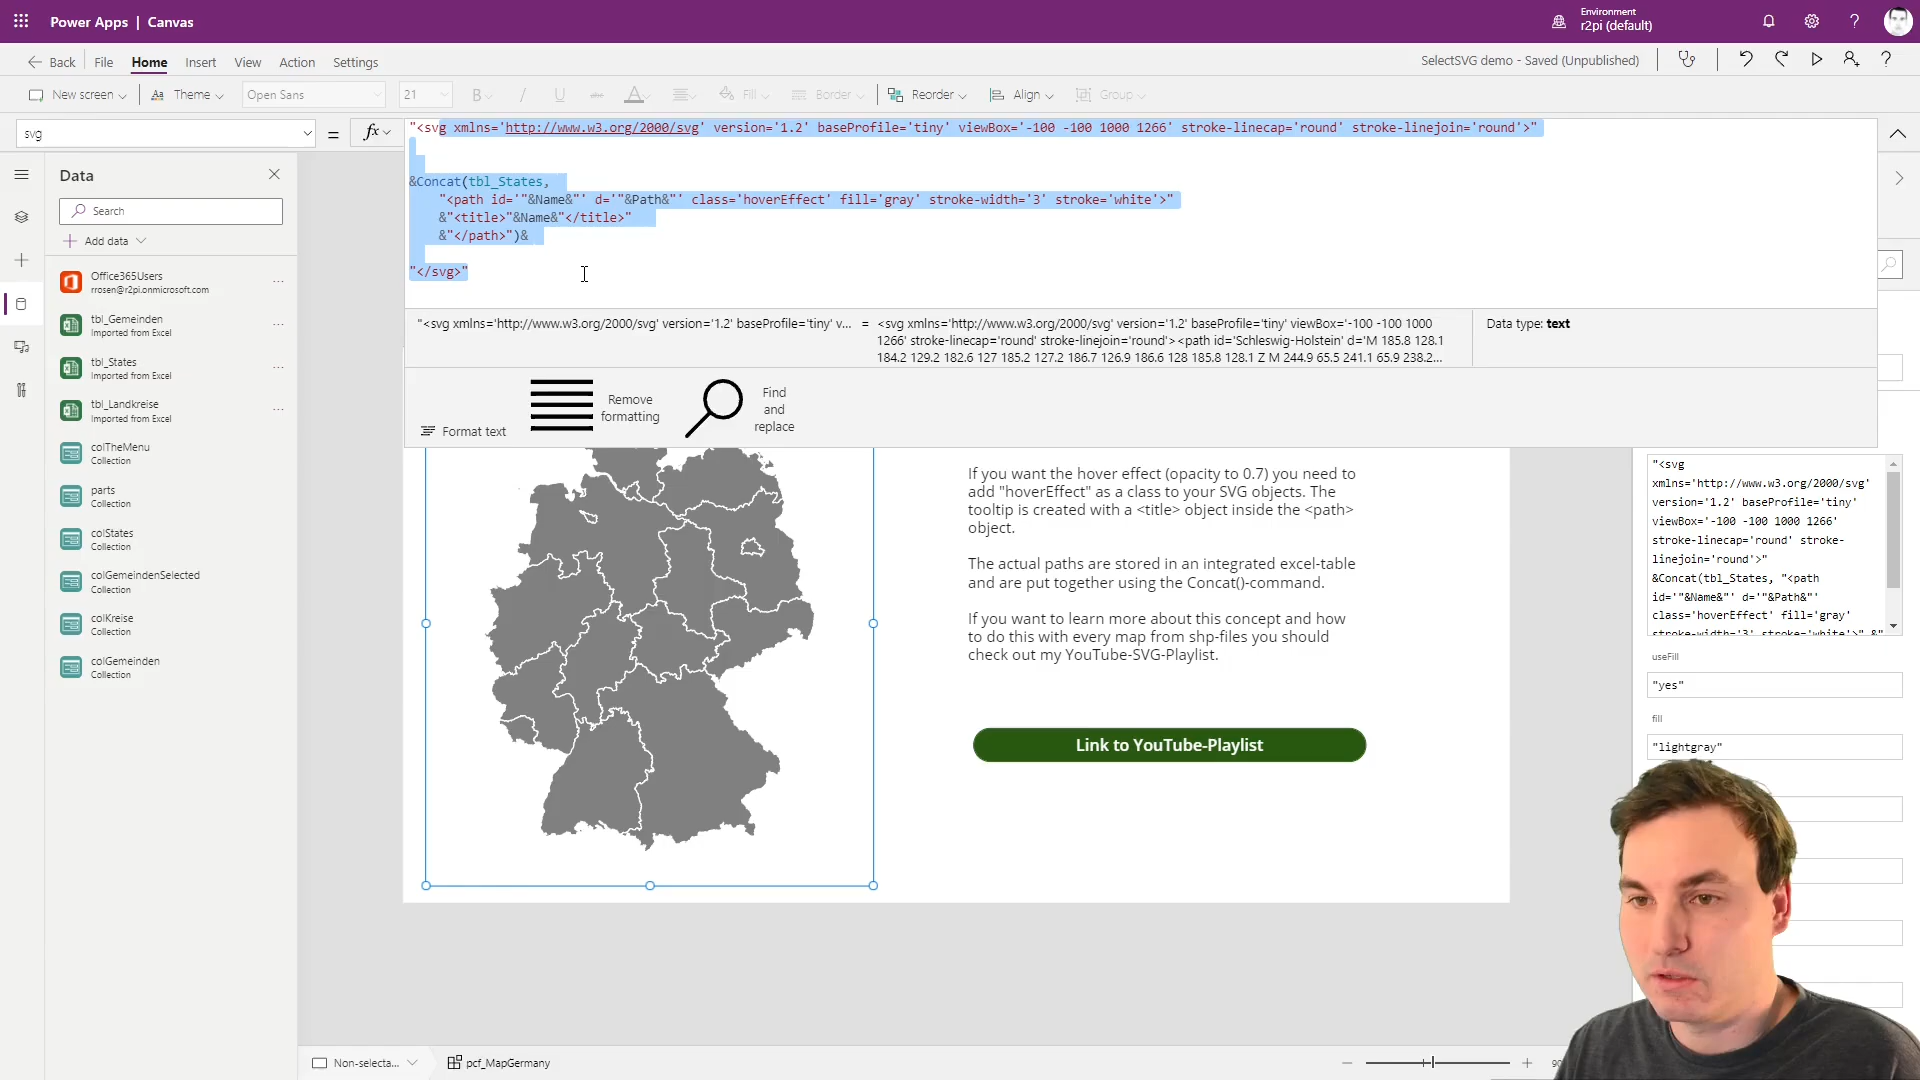 Power Apps | Canvas
Environment
r2pi (default)
Back
File
Home
Insert
View
Action
Settings
SelectSVG demo - Saved (Unpublished)
New screen
Theme
Open Sans
21
B
I
U
abc
A
Fill
Border
Reorder
Align
Group
svg
=
fx
"<svg xmlns='http://www.w3.org/2000/svg' version='1.2' baseProfile='tiny' viewBox='-100 -100 1000 1266' stroke-linecap='round' stroke-linejoin='round'>"
&Concat(tbl_States,
"<path id='"&Name&"' d='"&Path&"' class='hoverEffect' fill='gray' stroke-width='3' stroke='white'>"
&"<title>"&Name&"</title>"
&"</path>")&
"</svg>"
"<svg xmlns='http://www.w3.org/2000/svg' version='1.2' baseProfile='tiny' v...
=
<svg xmlns='http://www.w3.org/2000/svg' version='1.2' baseProfile='tiny' viewBox='-100 -100 1000
1266' stroke-linecap='round' stroke-linejoin='round'><path id='Schleswig-Holstein' d='M 185.8 128.1
184.2 129.2 182.6 127 185.2 127.2 186.7 126.9 186.6 128 185.8 128.1 Z M 244.9 65.5 241.1 65.9 238.2...
Data type: text
Format text
Remove
formatting
Find
and
replace
Data
Search
Add data
Office365Users
rrosen@r2pi.onmicrosoft.com
tbl_Gemeinden
Imported from Excel
tbl_States
Imported from Excel
tbl_Landkreise
Imported from Excel
colTheMenu
Collection
parts
Collection
colStates
Collection
colGemeindenSelected
Collection
colKreise
Collection
colGemeinden
Collection
If you want the hover effect (opacity to 0.7) you need to
add "hoverEffect" as a class to your SVG objects. The
tooltip is created with a <title> object inside the <path>
object.
The actual paths are stored in an integrated excel-table
and are put together using the Concat()-command.
If you want to learn more about this concept and how
to do this with every map from shp-files you should
check out my YouTube-SVG-Playlist.
Link to YouTube-Playlist
"<svg
xmlns='http://www.w3.org/2000/svg'
version='1.2' baseProfile='tiny'
viewBox='-100 -100 1000 1266'
stroke-linecap='round' stroke-
linejoin='round'>"
&Concat(tbl_States, "<path
id='"&Name&"' d='"&Path&"'
class='hoverEffect' fill='gray'
stroke-width='3' stroke='white'>" &"
useFill
"yes"
fill
"lightgray"
Non-selecta...
pcf_MapGermany